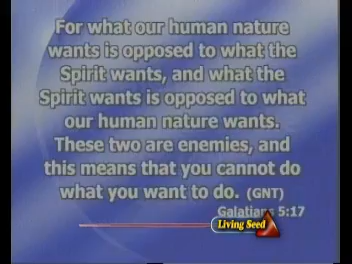 For what our human nature
wants is opposed to what the
Spirit wants, and what the
Spirit wants is opposed to what
our human nature wants.
These two are enemies, and
this means that you cannot do
what you want to do. (GNT)
Galatians 5:17
Living Seed